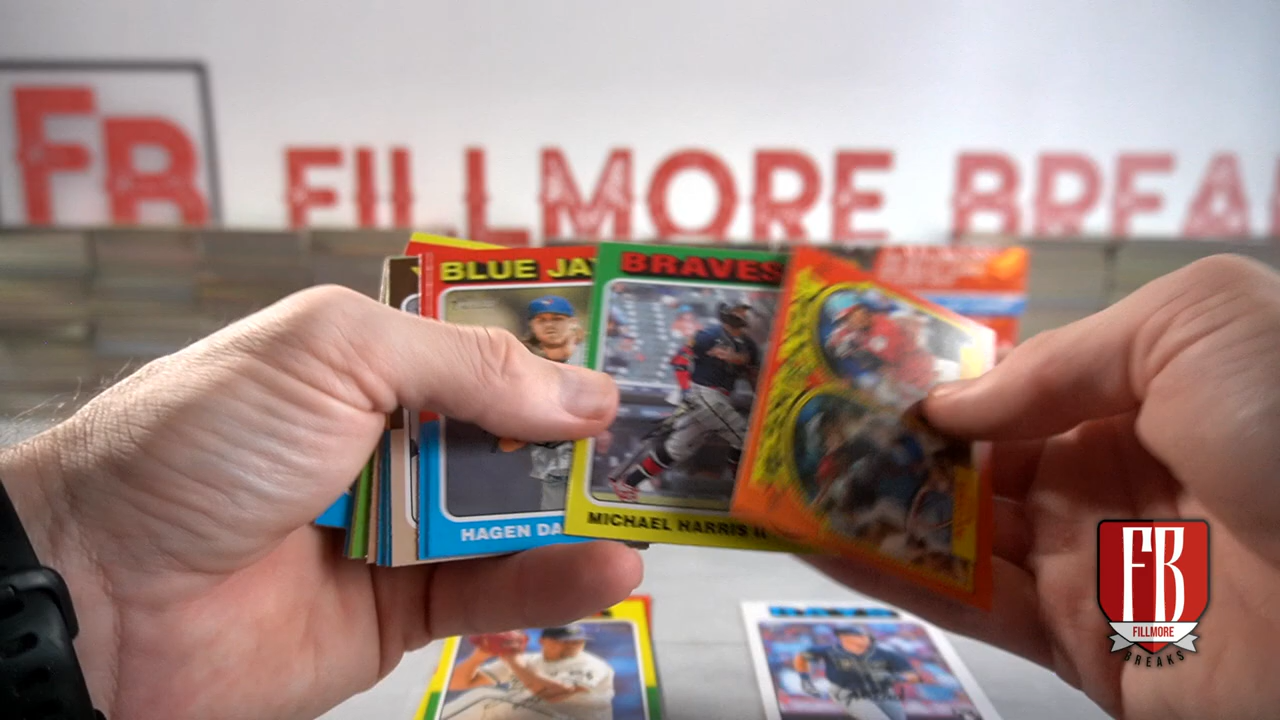 FB
FILLMORE BREA
BLUE JA
BRAVES
HAGEN DA
MICHAEL HARRIS II
FB
FILLMORE
BREAKS